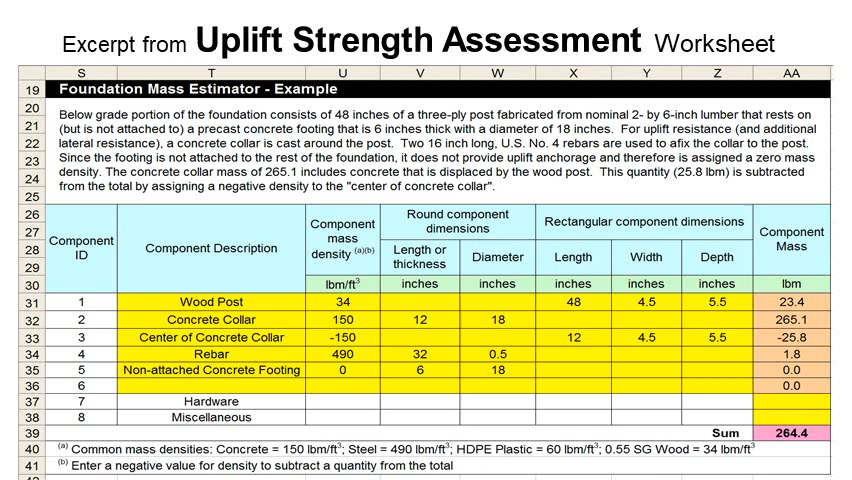 Excerpt from Uplift Strength Assessment Worksheet
S T U V W X Y Z AA
19 Foundation Mass Estimator - Example
20
21
22
23
24
25
Below grade portion of the foundation consists of 48 inches of a three-ply post fabricated from nominal 2- by 6-inch lumber that rests on
(but is not attached to) a precast concrete footing that is 6 inches thick with a diameter of 18 inches. For uplift resistance (and additional
lateral resistance), a concrete collar is cast around the post. Two 16 inch long, U.S. No. 4 rebars are used to afix the collar to the post.
Since the footing is not attached to the rest of the foundation, it does not provide uplift anchorage and therefore is assigned a zero mass
density. The concrete collar mass of 265.1 includes concrete that is displaced by the wood post. This quantity (25.8 lbm) is subtracted
from the total by assigning a negative density to the "center of concrete collar".
26
27
28
29
Component
ID
Component Description
Component
mass
density (a)(b)
Round component
dimensions
Length or
thickness
Diameter
Rectangular component dimensions
Length
Width
Depth
Component
Mass
30 lbm/ft³ inches inches inches inches inches lbm
31 1 Wood Post 34 48 4.5 5.5 23.4
32 2 Concrete Collar 150 12 18 265.1
33 3 Center of Concrete Collar -150 12 4.5 5.5 -25.8
34 4 Rebar 490 32 0.5 1.8
35 5 Non-attached Concrete Footing 0 6 18 0.0
36 6 0.0
37 7 Hardware
38 8 Miscellaneous
39 Sum 264.4
40 (a) Common mass densities: Concrete = 150 lbm/ft³; Steel = 490 lbm/ft³; HDPE Plastic = 60 lbm/ft³; 0.55 SG Wood = 34 lbm/ft³
41 (b) Enter a negative value for density to subtract a quantity from the total